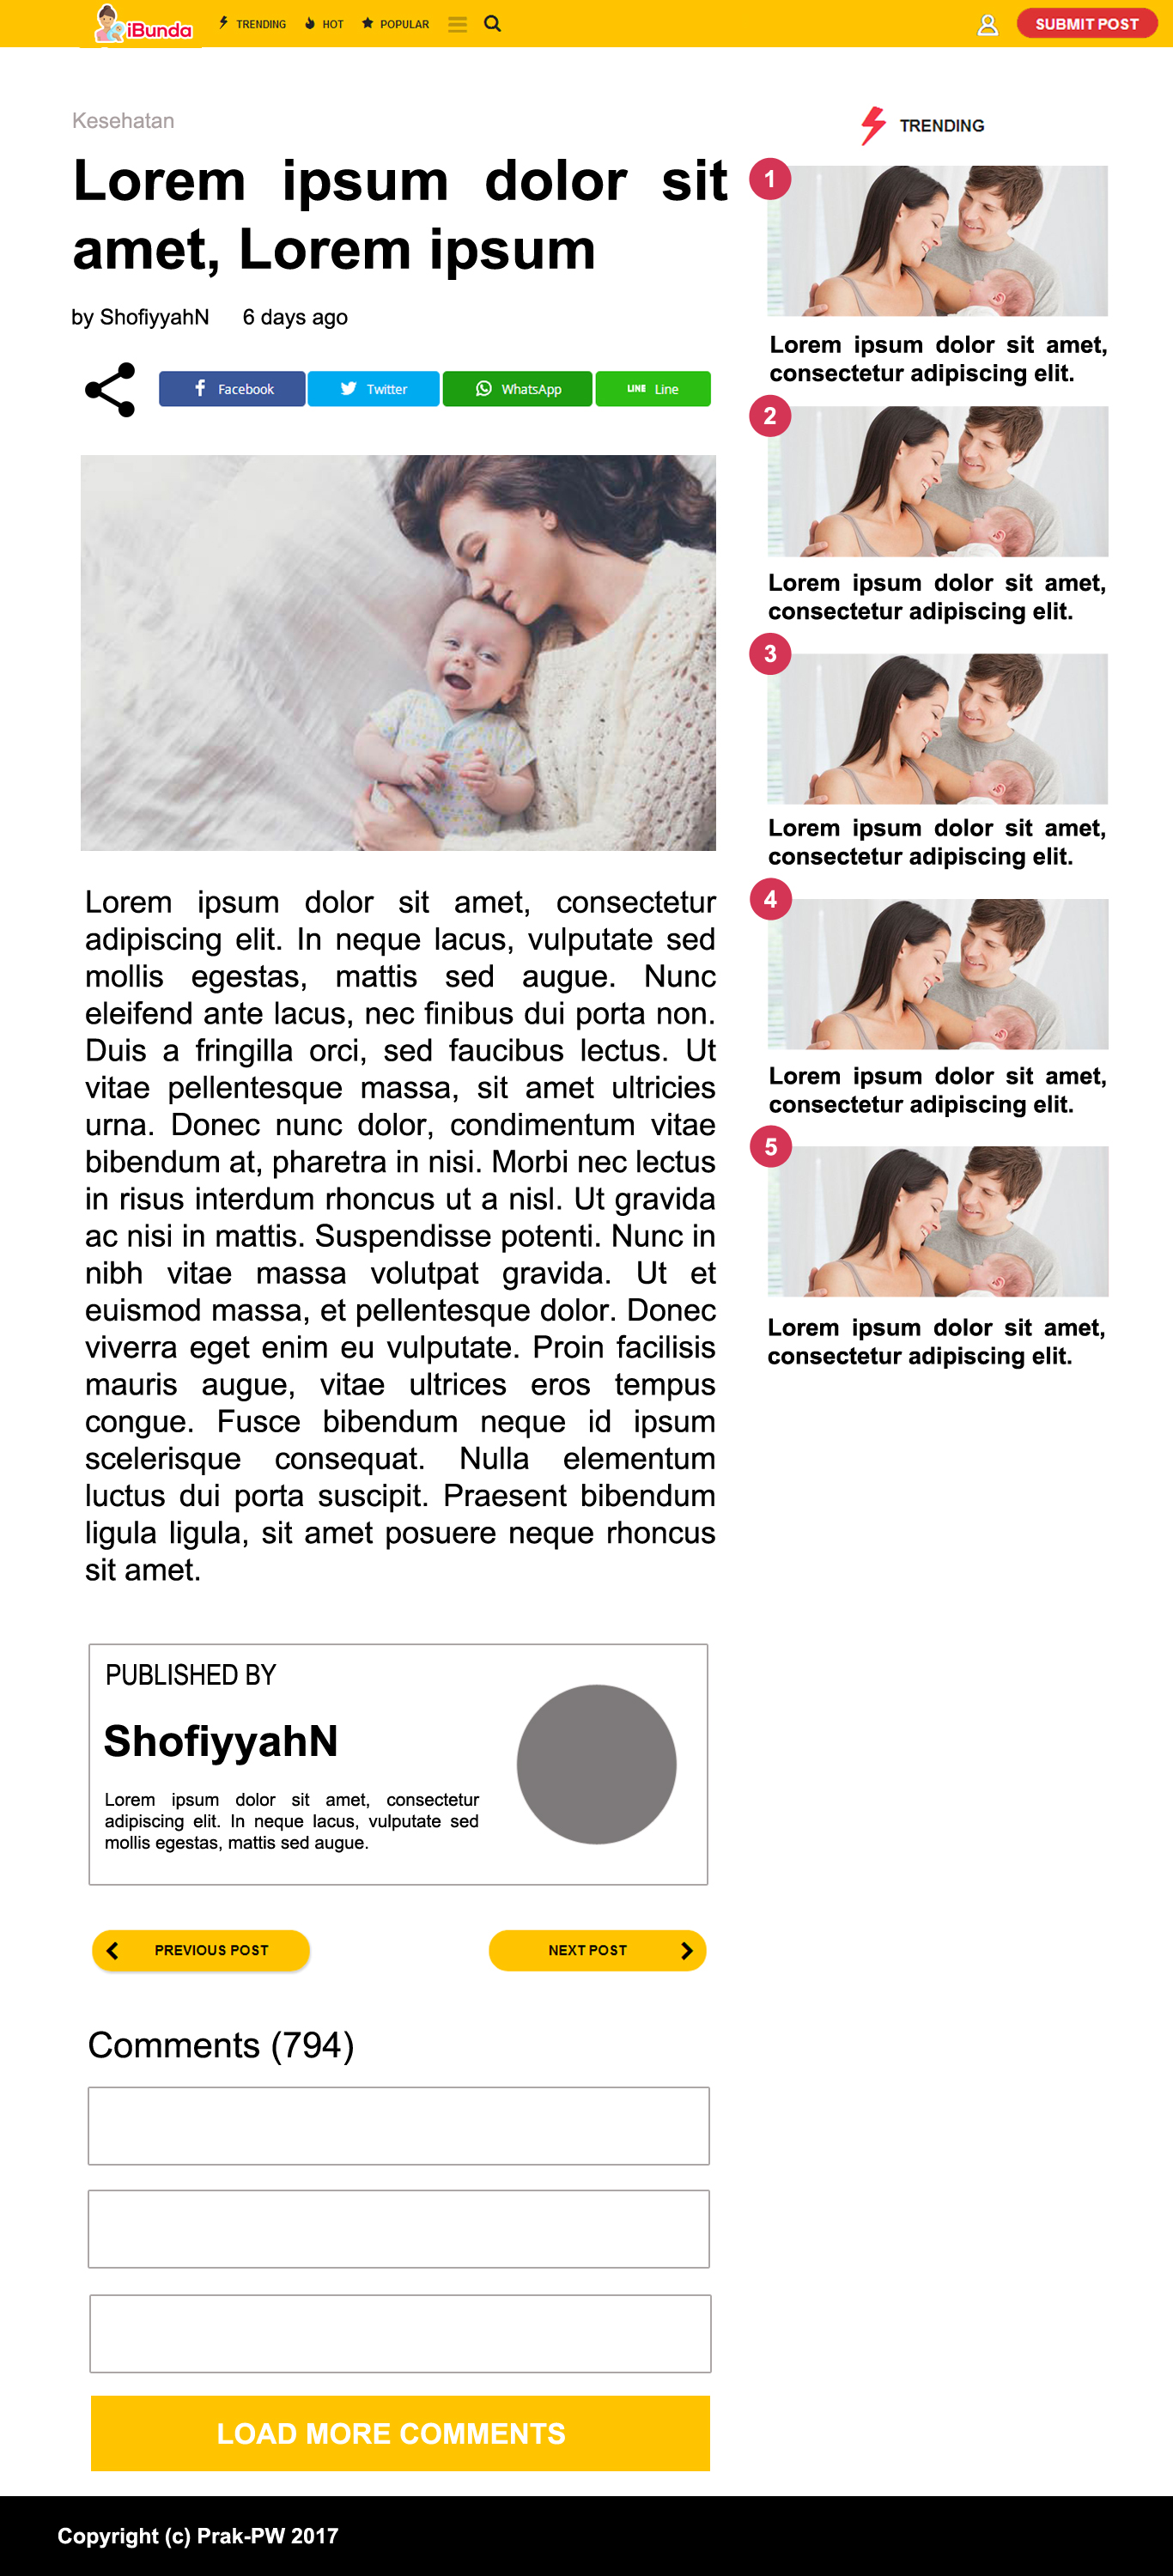 iBunda
TRENDING
HOT
POPULAR
SUBMIT POST
Kesehatan
Lorem ipsum dolor sit
amet, Lorem ipsum
by ShofiyyahN 6 days ago
Facebook
Twitter
WhatsApp
LINE Line
Lorem ipsum dolor sit amet, consectetur
adipiscing elit. In neque lacus, vulputate sed
mollis egestas, mattis sed augue. Nunc
eleifend ante lacus, nec finibus dui porta non.
Duis a fringilla orci, sed faucibus lectus. Ut
vitae pellentesque massa, sit amet ultricies
urna. Donec nunc dolor, condimentum vitae
bibendum at, pharetra in nisi. Morbi nec lectus
in risus interdum rhoncus ut a nisl. Ut gravida
ac nisi in mattis. Suspendisse potenti. Nunc in
nibh vitae massa volutpat gravida. Ut et
euismod massa, et pellentesque dolor. Donec
viverra eget enim eu vulputate. Proin facilisis
mauris augue, vitae ultrices eros tempus
congue. Fusce bibendum neque id ipsum
scelerisque consequat. Nulla elementum
luctus dui porta suscipit. Praesent bibendum
ligula ligula, sit amet posuere neque rhoncus
sit amet.
PUBLISHED BY
ShofiyyahN
Lorem ipsum dolor sit amet, consectetur
adipiscing elit. In neque lacus, vulputate sed
mollis egestas, mattis sed augue.
PREVIOUS POST
NEXT POST
Comments (794)
LOAD MORE COMMENTS
TRENDING
1
Lorem ipsum dolor sit amet,
consectetur adipiscing elit.
2
Lorem ipsum dolor sit amet,
consectetur adipiscing elit.
3
Lorem ipsum dolor sit amet,
consectetur adipiscing elit.
4
Lorem ipsum dolor sit amet,
consectetur adipiscing elit.
5
Lorem ipsum dolor sit amet,
consectetur adipiscing elit.
Copyright (c) Prak-PW 2017